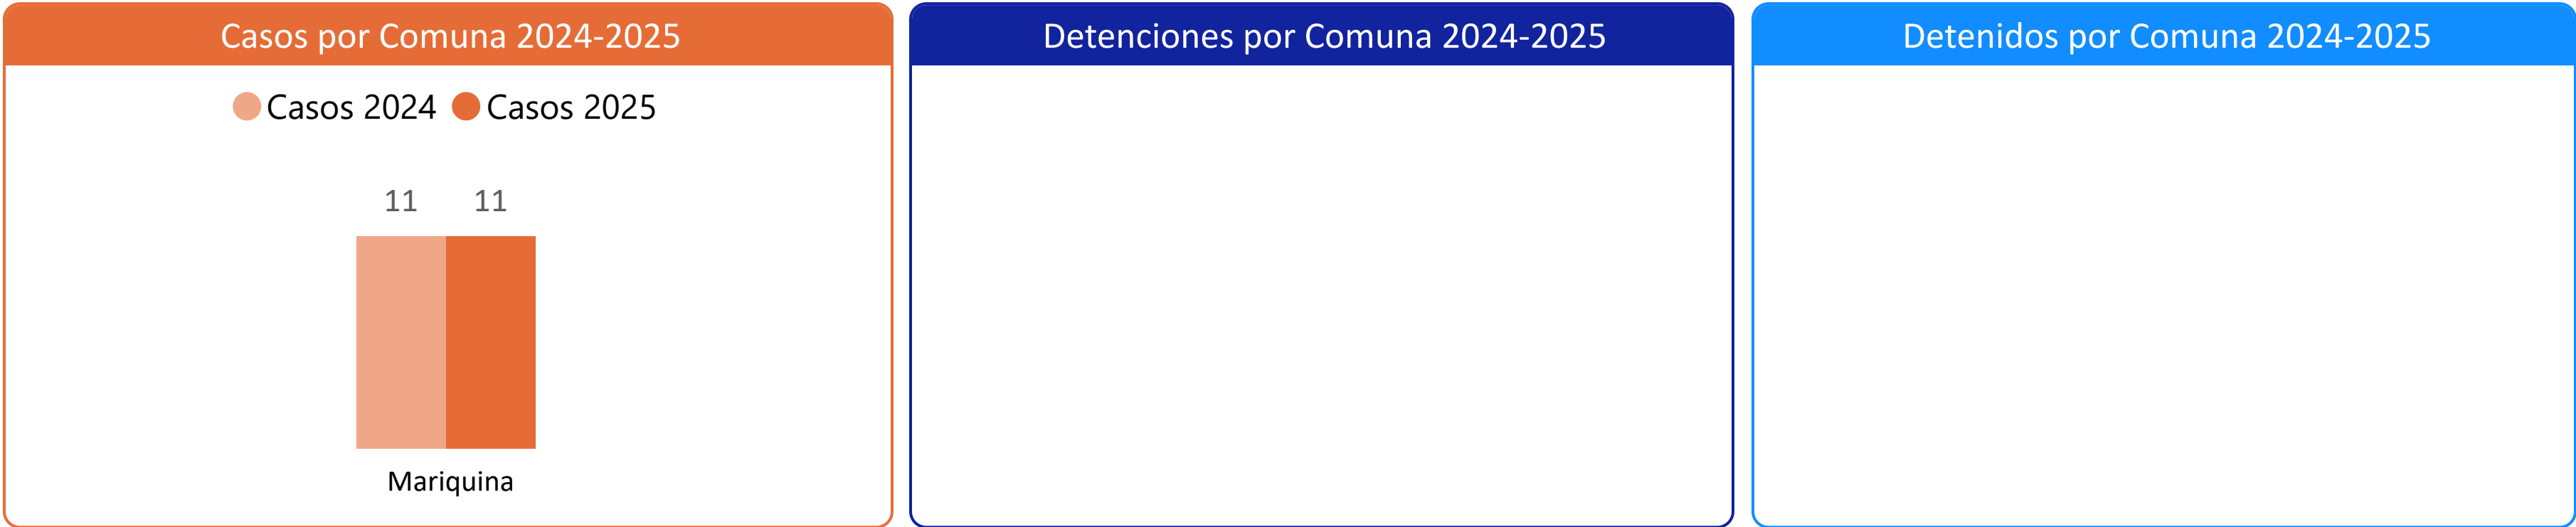 Casos por Comuna 2024-2025
Casos 2024 Casos 2025
11 11
Mariquina
Detenciones por Comuna 2024-2025
Detenidos por Comuna 2024-2025